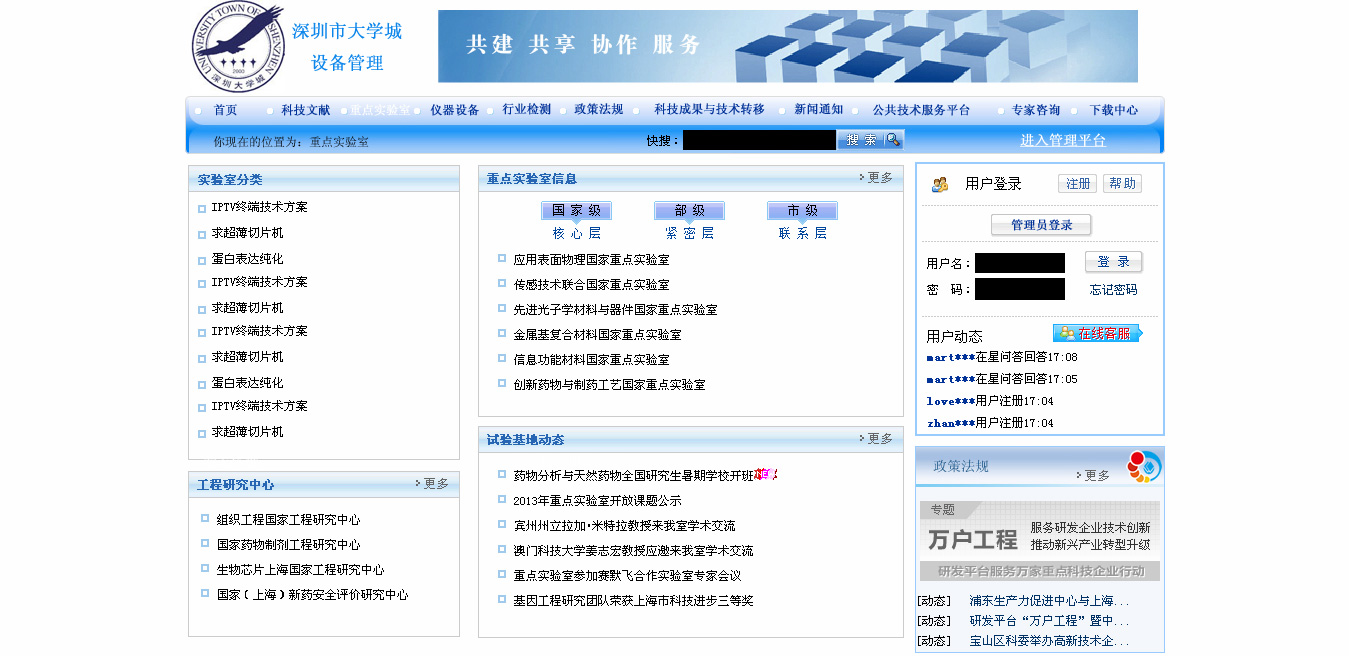 UNIVERSITY TOWN OF SHENZHEN
2000
深圳大学城
深圳市大学城
设备管理
共建 共享 协作 服务
首页 科技文献 重点实验室 仪器设备 行业检测 政策法规 科技成果与技术转移 新闻通知 公共技术服务平台 专家咨询 下载中心
你现在的位置为：重点实验室 快搜： 搜 索 进入管理平台
实验室分类
IPTV终端技术方案
求超薄切片机
蛋白表达纯化
IPTV终端技术方案
求超薄切片机
IPTV终端技术方案
求超薄切片机
蛋白表达纯化
IPTV终端技术方案
求超薄切片机
工程研究中心 更多
组织工程国家工程研究中心
国家药物制剂工程研究中心
生物芯片上海国家工程研究中心
国家（上海）新药安全评价研究中心
重点实验室信息 更多
国 家 级 部 级 市 级
核 心 层 紧 密 层 联 系 层
应用表面物理国家重点实验室
传感技术联合国家重点实验室
先进光子学材料与器件国家重点实验室
金属基复合材料国家重点实验室
信息功能材料国家重点实验室
创新药物与制药工艺国家重点实验室
试验基地动态 更多
药物分析与天然药物全国研究生暑期学校开班
2013年重点实验室开放课题公示
宾州州立拉加·米特拉教授来我室学术交流
澳门科技大学姜志宏教授应邀来我室学术交流
重点实验室参加赛默飞合作实验室专家会议
基因工程研究团队荣获上海市科技进步三等奖
用户登录 注册 帮助
管理员登录
用户名： 登 录
密 码： 忘记密码
用户动态 在线客服
mart***在星问答回答17:08
mart***在星问答回答17:05
love***用户注册17:04
zhan***用户注册17:04
政策法规 更多
专题
万户工程
服务研发企业技术创新
推动新兴产业转型升级
研发平台服务万家重点科技企业行动
[动态] 浦东生产力促进中心与上海...
[动态] 研发平台“万户工程”暨中...
[动态] 宝山区科委举办高新技术企...